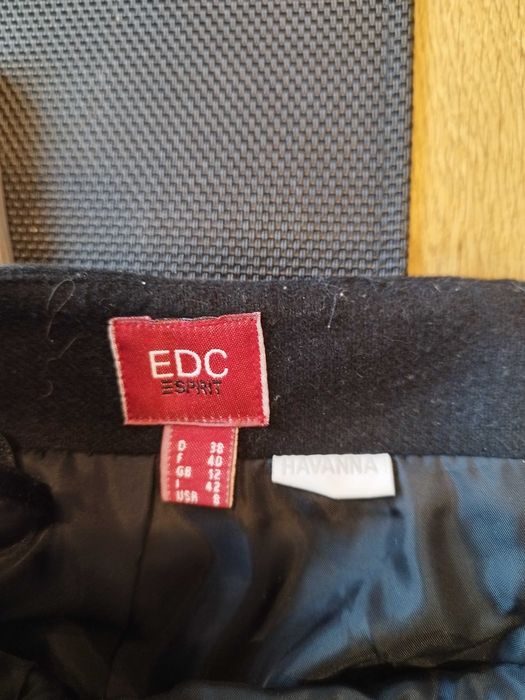 EDC
ESPRIT
D 38
F 40
GB 12
I 42
USA 8
HAVANNA